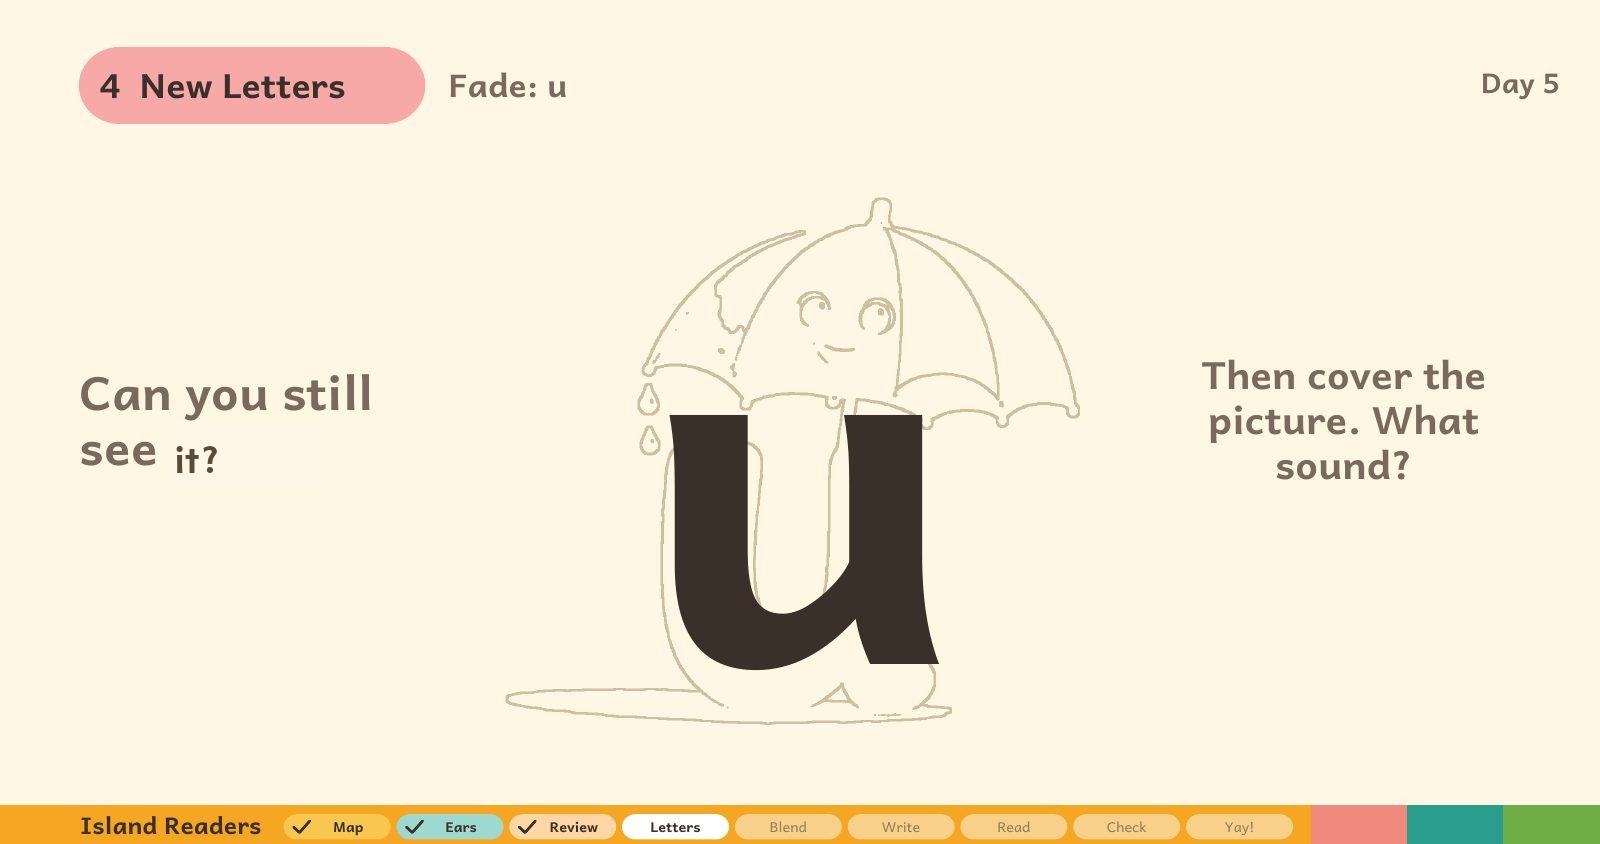 4 New Letters
Fade: u
Day 5
Can you still
see it?
u
Then cover the
picture. What
sound?
Island Readers
Map
Ears
Review
Letters
Blend
Write
Read
Check
Yay!